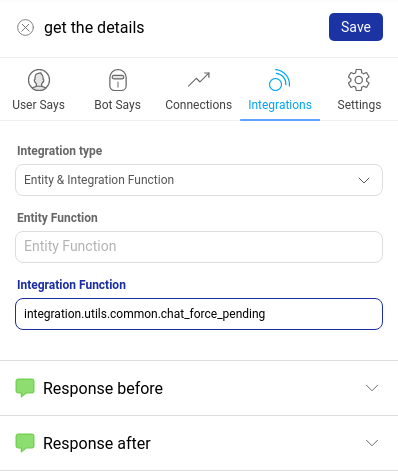 get the details
Save
User Says
Bot Says
Connections
Integrations
Settings
Integration type
Entity & Integration Function
Entity Function
Entity Function
Integration Function
integration.utils.common.chat_force_pending
Response before
Response after